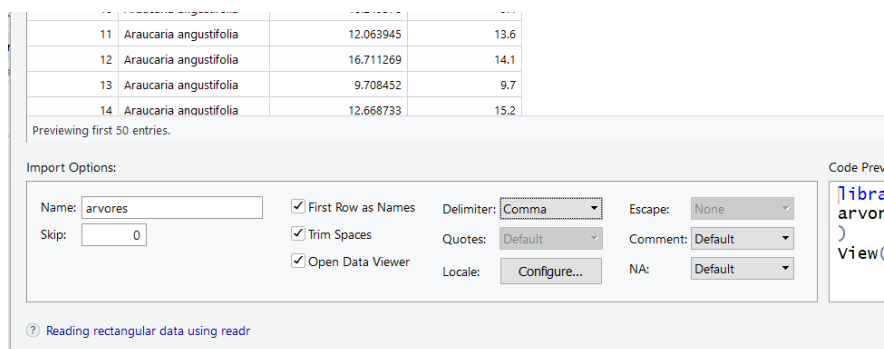 11 Araucaria angustifolia 12.063945 13.6
12 Araucaria angustifolia 16.711269 14.1
13 Araucaria angustifolia 9.708452 9.7
14 Araucaria angustifolia 12.668733 15.2
Previewing first 50 entries.
Import Options:
Name: arvores
Skip: 0
First Row as Names
Trim Spaces
Open Data Viewer
Delimiter: Comma
Quotes: Default
Locale: Configure...
Escape: None
Comment: Default
NA: Default
Code Prev
libra
arvor
)
View(
? Reading rectangular data using readr